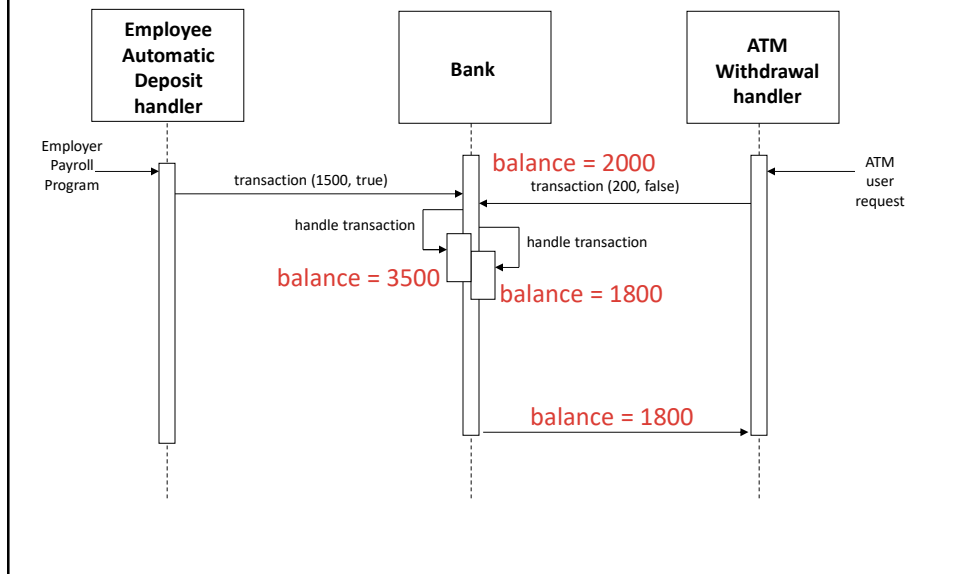 Employee
Automatic
Deposit
handler
Bank
ATM
Withdrawal
handler
Employer
Payroll
Program
balance = 2000
ATM
user
request
transaction (1500, true)
transaction (200, false)
handle transaction
handle transaction
balance = 3500
balance = 1800
balance = 1800